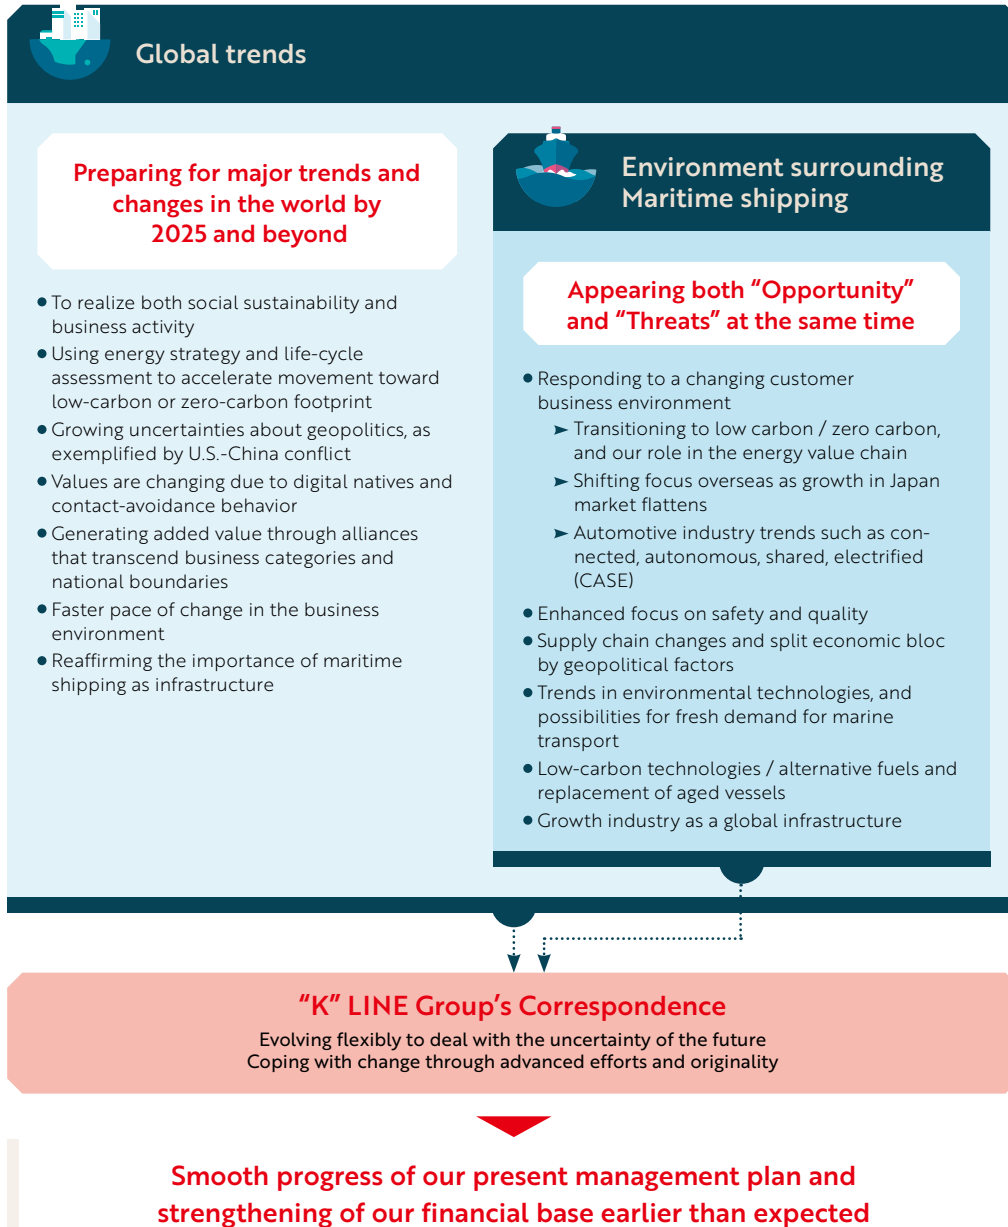 Global trends
Preparing for major trends and
changes in the world by
2025 and beyond
• To realize both social sustainability and
business activity
• Using energy strategy and life-cycle
assessment to accelerate movement toward
low-carbon or zero-carbon footprint
• Growing uncertainties about geopolitics, as
exemplified by U.S.-China conflict
• Values are changing due to digital natives and
contact-avoidance behavior
• Generating added value through alliances
that transcend business categories and
national boundaries
• Faster pace of change in the business
environment
• Reaffirming the importance of maritime
shipping as infrastructure
Environment surrounding
Maritime shipping
Appearing both “Opportunity”
and “Threats” at the same time
• Responding to a changing customer
business environment
➤ Transitioning to low carbon / zero carbon,
and our role in the energy value chain
➤ Shifting focus overseas as growth in Japan
market flattens
➤ Automotive industry trends such as con-
nected, autonomous, shared, electrified
(CASE)
• Enhanced focus on safety and quality
• Supply chain changes and split economic bloc
by geopolitical factors
• Trends in environmental technologies, and
possibilities for fresh demand for marine
transport
• Low-carbon technologies / alternative fuels and
replacement of aged vessels
• Growth industry as a global infrastructure
“K” LINE Group’s Correspondence
Evolving flexibly to deal with the uncertainty of the future
Coping with change through advanced efforts and originality
Smooth progress of our present management plan and
strengthening of our financial base earlier than expected